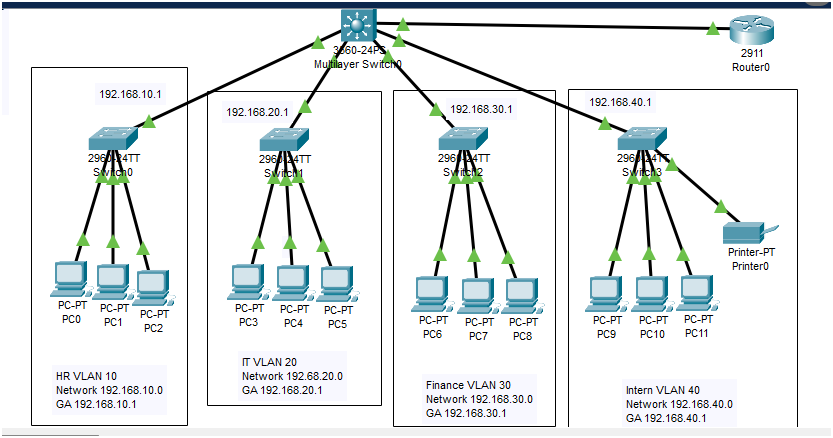 3560-24PS
Multilayer Switch0
2911
Router0
192.168.10.1
192.168.20.1
192.168.30.1
192.168.40.1
2960-24TT
Switch0
2960-24TT
Switch1
2960-24TT
Switch2
2960-24TT
Switch3
Printer-PT
Printer0
PC-PT
PC0
PC-PT
PC1
PC-PT
PC2
PC-PT
PC3
PC-PT
PC4
PC-PT
PC5
PC-PT
PC6
PC-PT
PC7
PC-PT
PC8
PC-PT
PC9
PC-PT
PC10
PC-PT
PC11
HR VLAN 10
Network 192.168.10.0
GA 192.168.10.1
IT VLAN 20
Network 192.68.20.0
GA 192.168.20.1
Finance VLAN 30
Network 192.168.30.0
GA 192.168.30.1
Intern VLAN 40
Network 192.168.40.0
GA 192.168.40.1